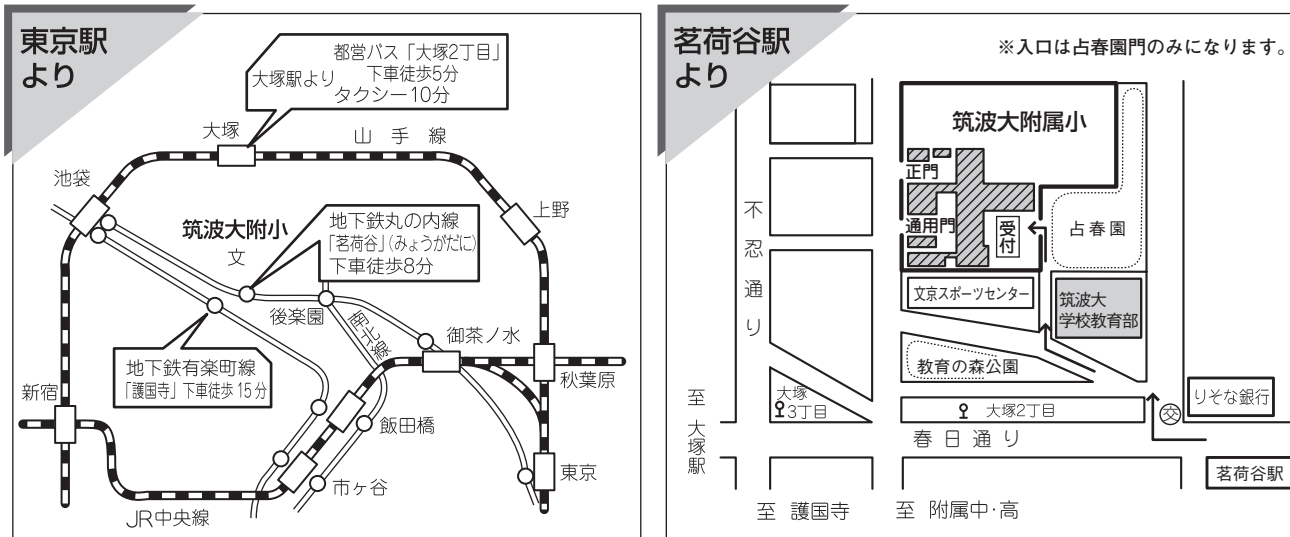 東京駅
より
都営バス「大塚2丁目」
下車徒歩5分
大塚駅より
タクシー10分
大塚
山手線
池袋
上野
筑波大附小
文
地下鉄丸の内線
「茗荷谷」(みょうがだに)
下車徒歩8分
後楽園
南北線
御茶ノ水
地下鉄有楽町線
「護国寺」下車徒歩15分
新宿
秋葉原
飯田橋
市ヶ谷
東京
JR中央線
茗荷谷駅
より
※入口は占春園門のみになります。
筑波大附属小
正門
通用門
受付
占春園
不忍通り
文京スポーツセンター
筑波大
学校教育部
教育の森公園
大塚
3丁目
大塚2丁目
交
りそな銀行
至大塚駅
春日通り
茗荷谷駅
至 護国寺
至 附属中・高